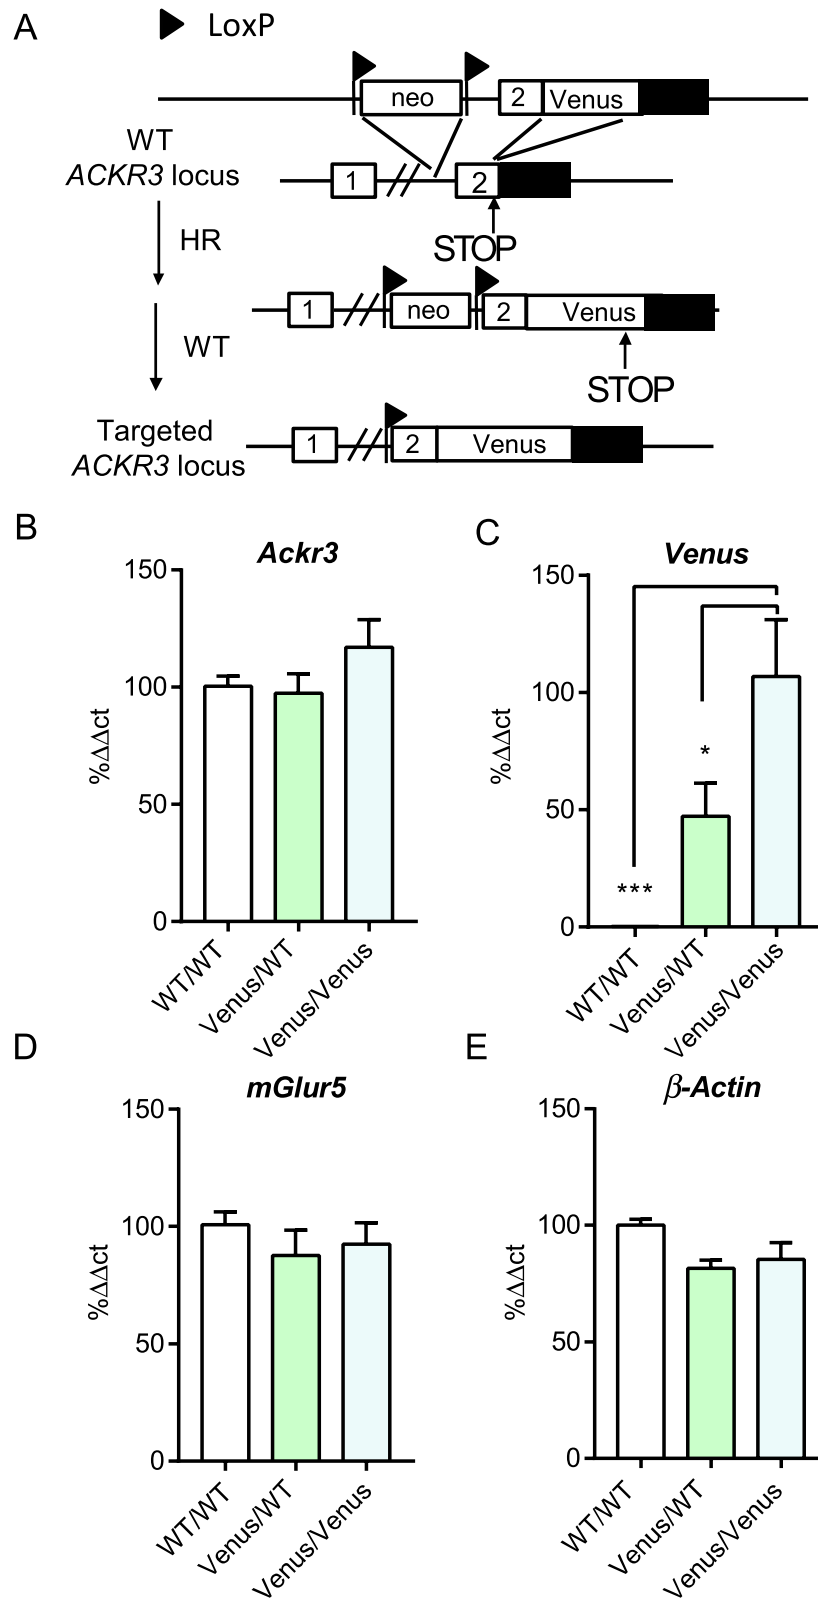 A
LoxP
neo
2
Venus
WT
ACKR3 locus
1
2
HR
STOP
1
neo
2
Venus
WT
STOP
Targeted
ACKR3 locus
1
2
Venus
B
Ackr3
%ΔΔct
150
100
50
0
WT/WT
Venus/WT
Venus/Venus
C
Venus
%ΔΔct
150
100
50
0
***
*
WT/WT
Venus/WT
Venus/Venus
D
mGlur5
%ΔΔct
150
100
50
0
WT/WT
Venus/WT
Venus/Venus
E
β-Actin
%ΔΔct
150
100
50
0
WT/WT
Venus/WT
Venus/Venus